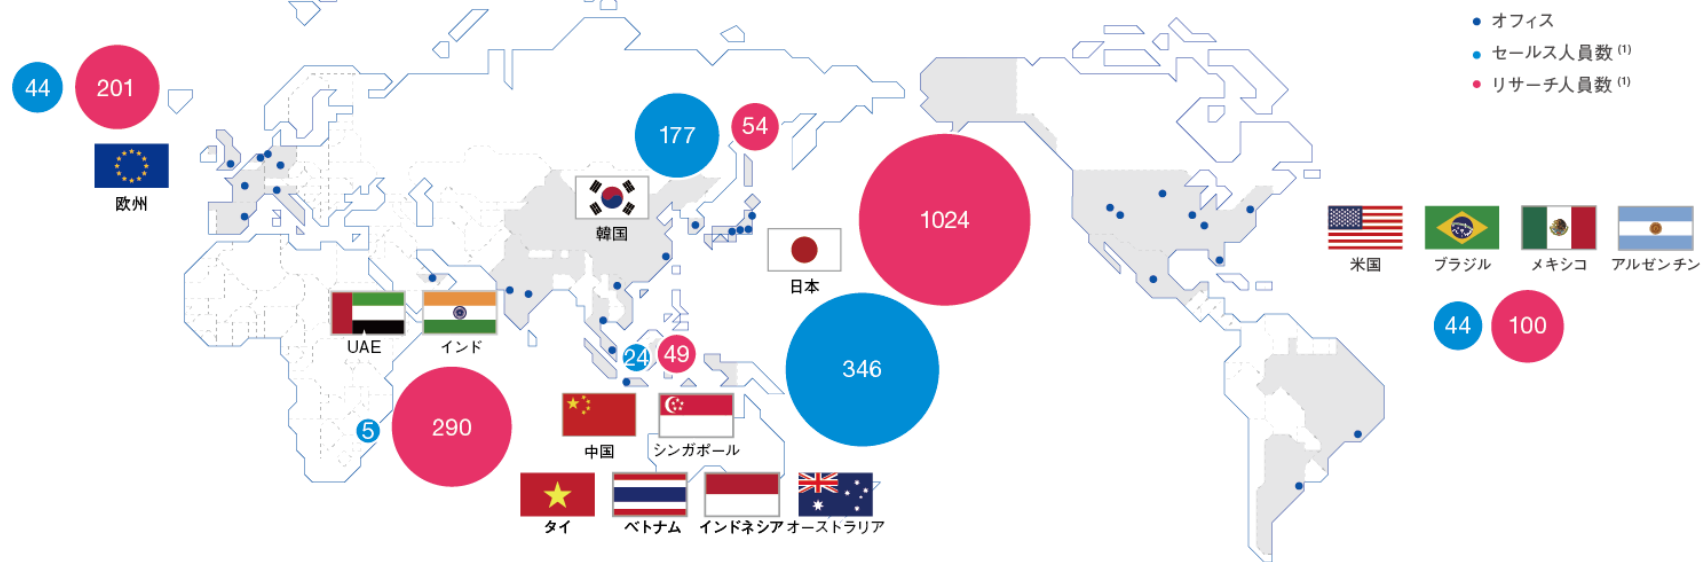 オフィス
セールス人員数 (1)
リサーチ人員数 (1)
44
201
欧州
177
54
韓国
1024
日本
346
UAE
インド
5
290
24
49
中国
シンガポール
タイ
ベトナム
インドネシア
オーストラリア
米国
ブラジル
メキシコ
アルゼンチン
44
100